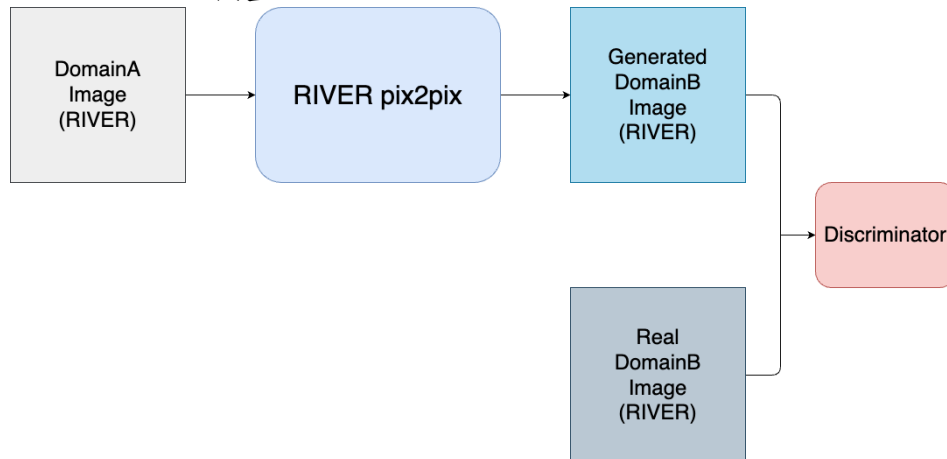 DomainA
Image
(RIVER)
RIVER pix2pix
Generated
DomainB
Image
(RIVER)
Discriminator
Real
DomainB
Image
(RIVER)